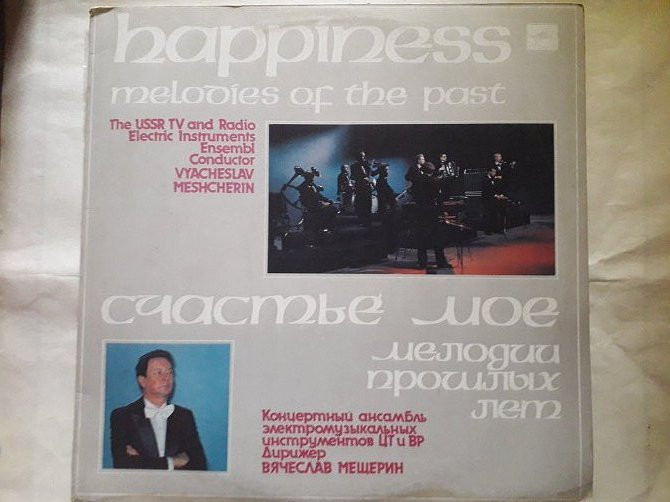 happiness
melodies of the past
The USSR TV and Radio
Electric Instruments
Ensembl
Conductor
VYACHESLAV
MESHCHERIN
счастье мое
мелодии
прошлых
лет
Концертный ансамбль
электромузыкальных
инструментов ЦТ и ВР
Дирижер
ВЯЧЕСЛАВ МЕЩЕРИН